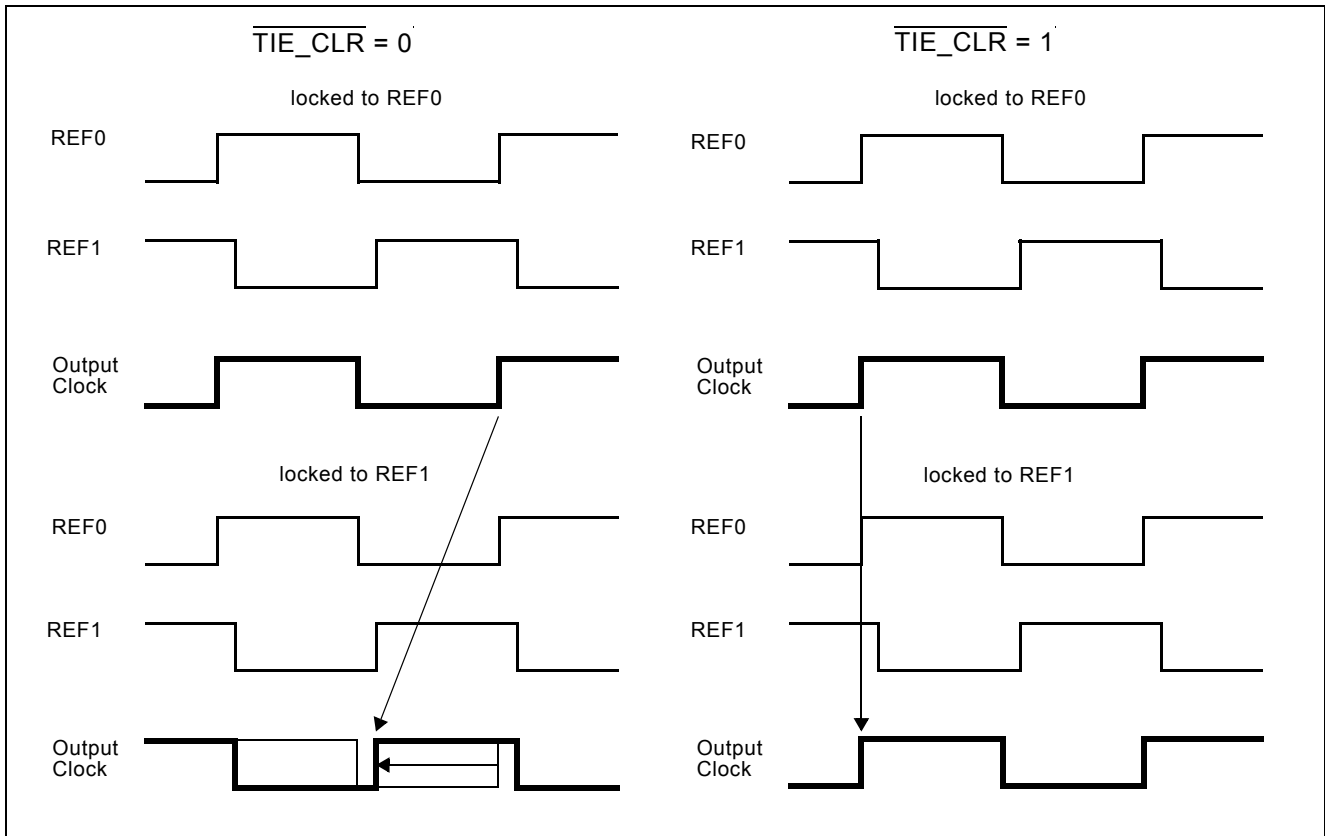 TIE_CLR = 0
locked to REF0
REF0
REF1
Output
Clock
locked to REF1
REF0
REF1
Output
Clock
TIE_CLR = 1
locked to REF0
REF0
REF1
Output
Clock
locked to REF1
REF0
REF1
Output
Clock